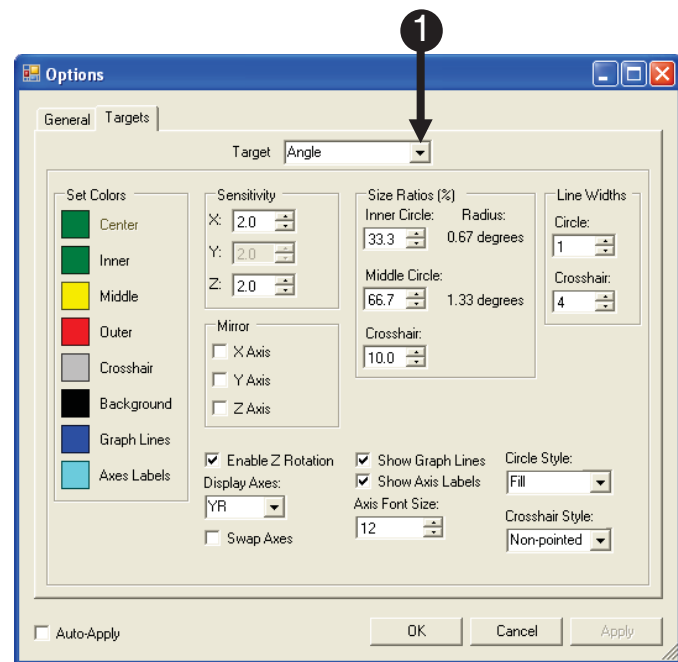 1
Options
General Targets
Target Angle
Set Colors
Center
Inner
Middle
Outer
Crosshair
Background
Graph Lines
Axes Labels
Sensitivity
X: 2.0
Y: 2.0
Z: 2.0
Mirror
X Axis
Y Axis
Z Axis
Size Ratios (%)
Inner Circle: Radius:
33.3 0.67 degrees
Middle Circle:
66.7 1.33 degrees
Crosshair:
10.0
Line Widths
Circle:
1
Crosshair:
4
Enable Z Rotation
Display Axes:
YR
Swap Axes
Show Graph Lines
Show Axis Labels
Axis Font Size:
12
Circle Style:
Fill
Crosshair Style:
Non-pointed
Auto-Apply
OK Cancel Apply